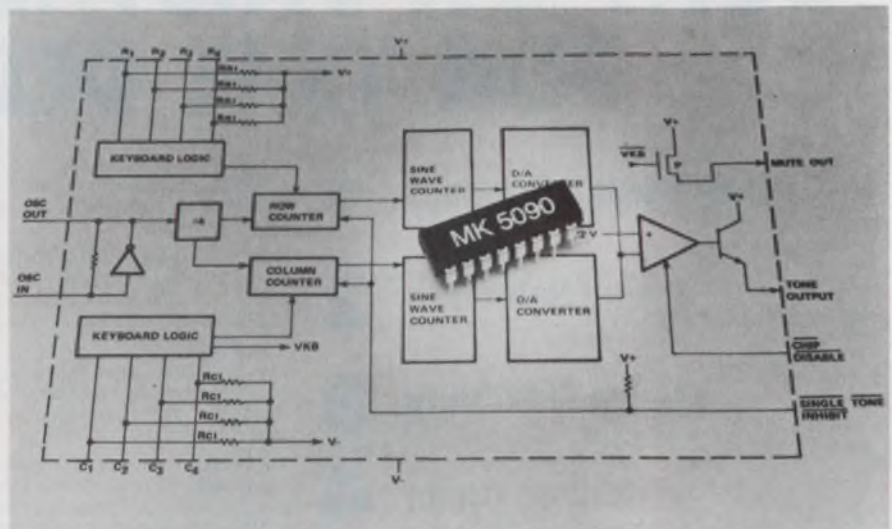 R1 R2 R3 R4
V+
RR1
V+
RR1
RR1
RR1
KEYBOARD LOGIC
SINE WAVE COUNTER
D/A CONVERTER
V+
VKB
P
MUTE OUT
OSC OUT
÷4
ROW COUNTER
MK 5090
V+
2 V
+
OSC IN
COLUMN COUNTER
TONE OUTPUT
SINE WAVE COUNTER
D/A CONVERTER
KEYBOARD LOGIC
VKB
CHIP DISABLE
V+
RC1
RC1
RC1
RC1
V-
SINGLE TONE INHIBIT
C1 C2 C3 C4
V-